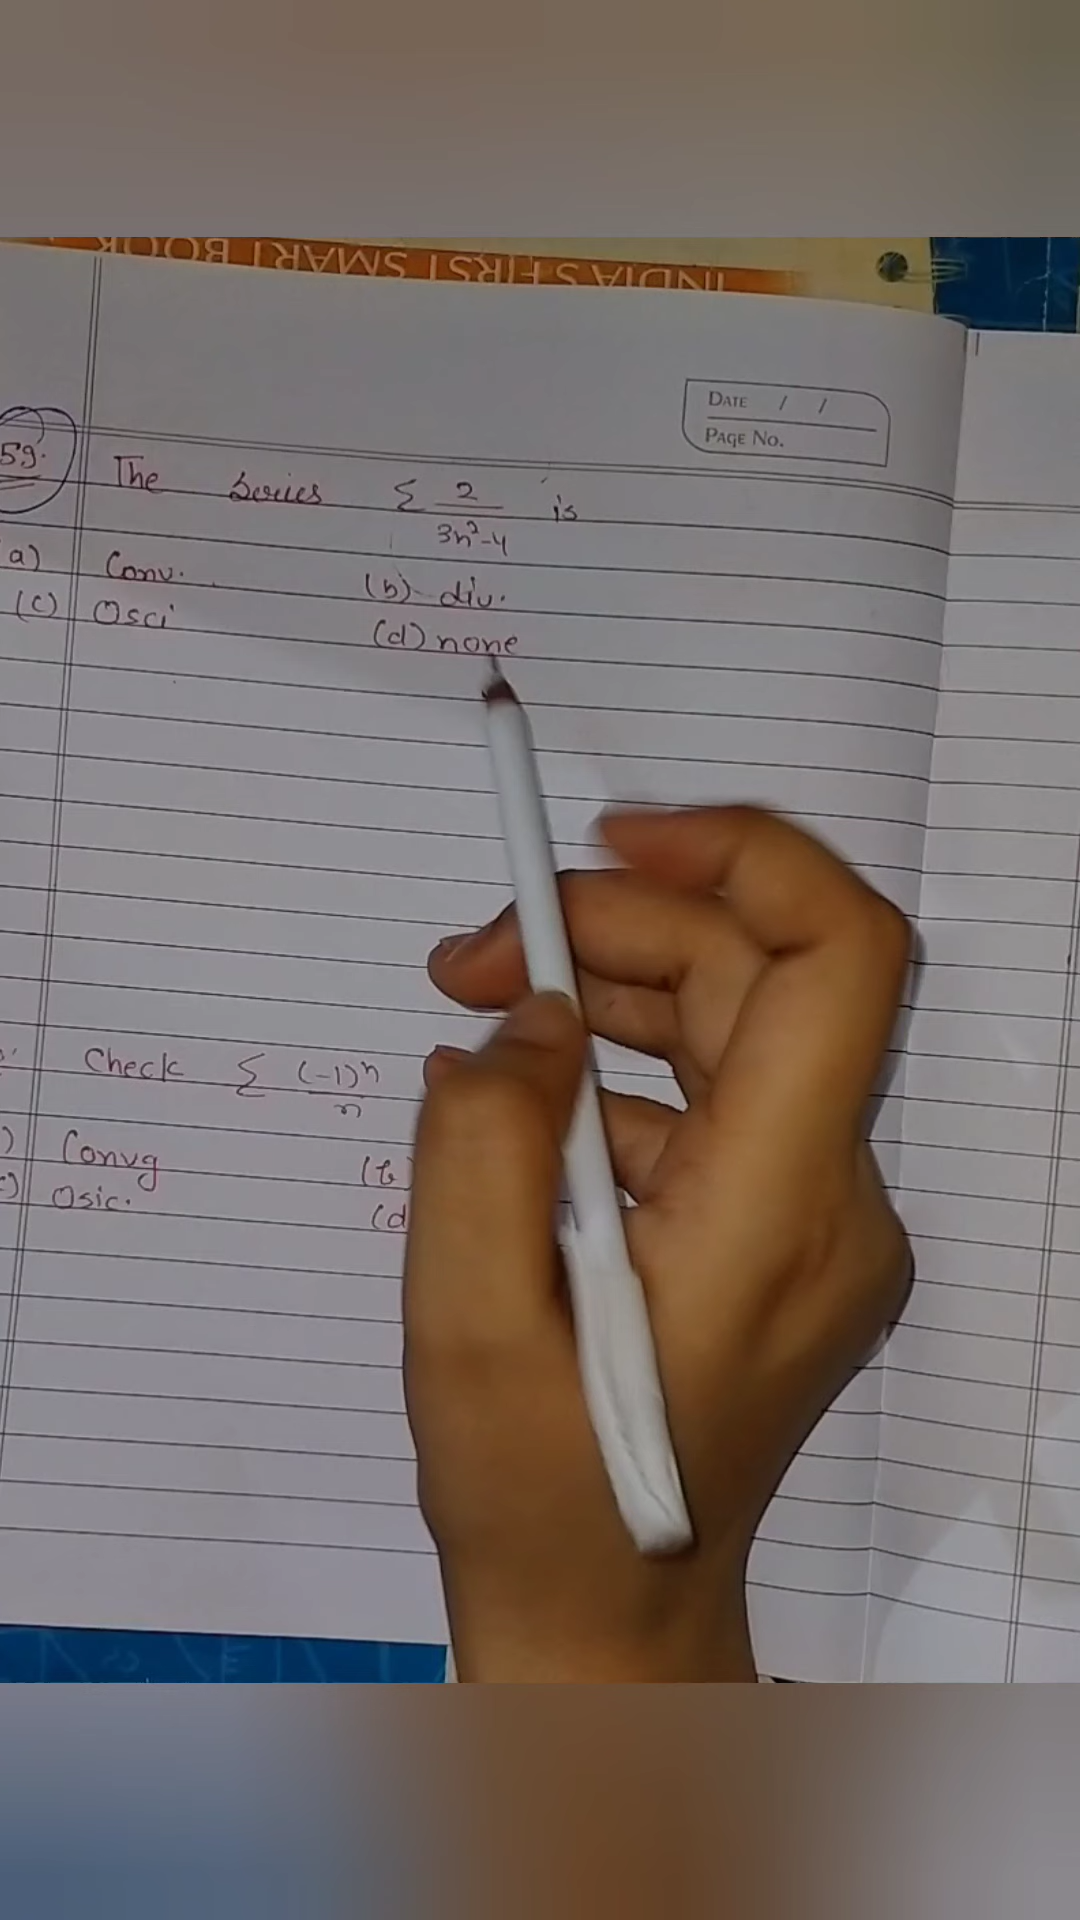 INDIA'S FIRST SMART BOOK
DATE / /
PAGE NO.
59. The Series Σ 2/(3n²-4) is
(a) Conv. (b) div.
(c) Osci (d) none
Check Σ (-1)ⁿ/n
) Convg (b)
c) Osic. (d